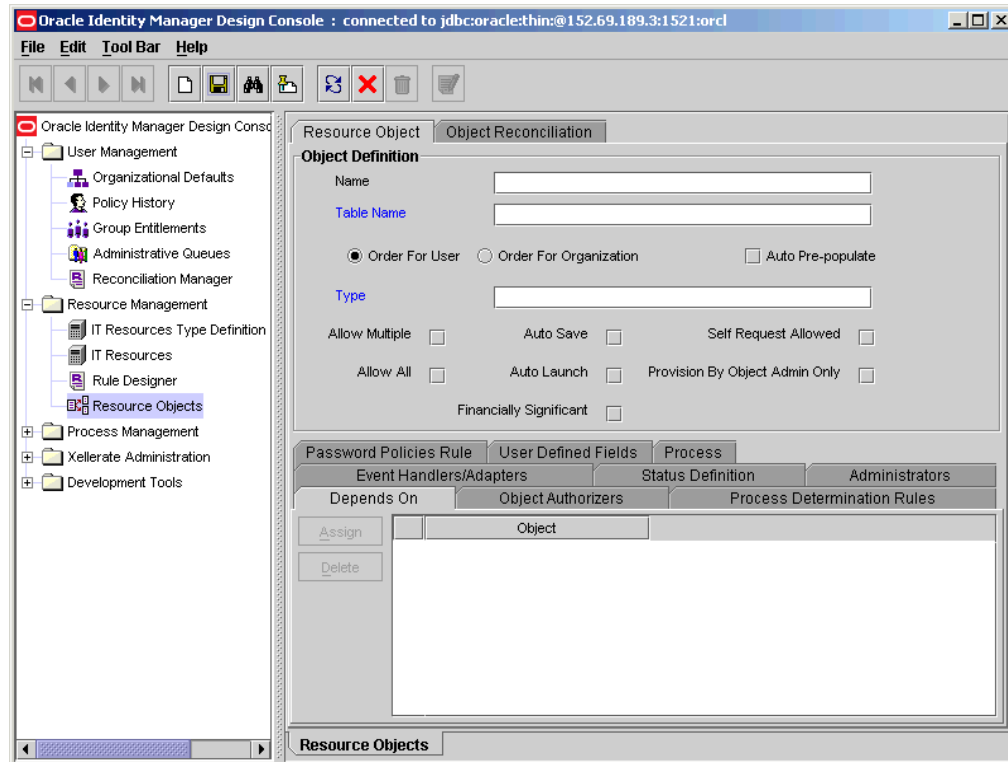 Oracle Identity Manager Design Console : connected to jdbc:oracle:thin:@152.69.189.3:1521:orcl
File Edit Tool Bar Help
Oracle Identity Manager Design Consc
User Management
Organizational Defaults
Policy History
Group Entitlements
Administrative Queues
Reconciliation Manager
Resource Management
IT Resources Type Definition
IT Resources
Rule Designer
Resource Objects
Process Management
Xellerate Administration
Development Tools
Resource Object Object Reconciliation
Object Definition
Name
Table Name
Order For User Order For Organization Auto Pre-populate
Type
Allow Multiple Auto Save Self Request Allowed
Allow All Auto Launch Provision By Object Admin Only
Financially Significant
Password Policies Rule User Defined Fields Process
Event Handlers/Adapters Status Definition Administrators
Depends On Object Authorizers Process Determination Rules
Assign Object
Delete
Resource Objects